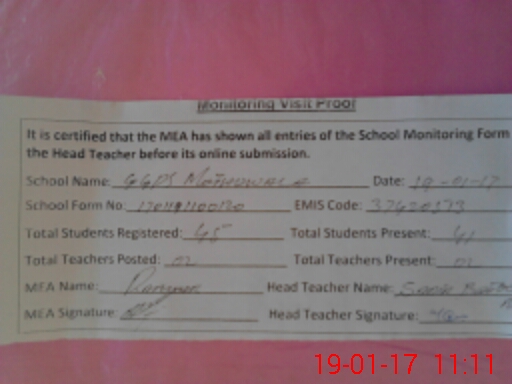 Monitoring Visit Proof
It is certified that the MEA has shown all entries of the School Monitoring Form
the Head Teacher before its online submission.
School Name: GGPS Date: 19-01-17
School Form No: EMIS Code:
Total Students Registered: 45 Total Students Present: 41
Total Teachers Posted: 02 Total Teachers Present: 02
MEA Name: Head Teacher Name:
MEA Signature: Head Teacher Signature:
19-01-17 11:11